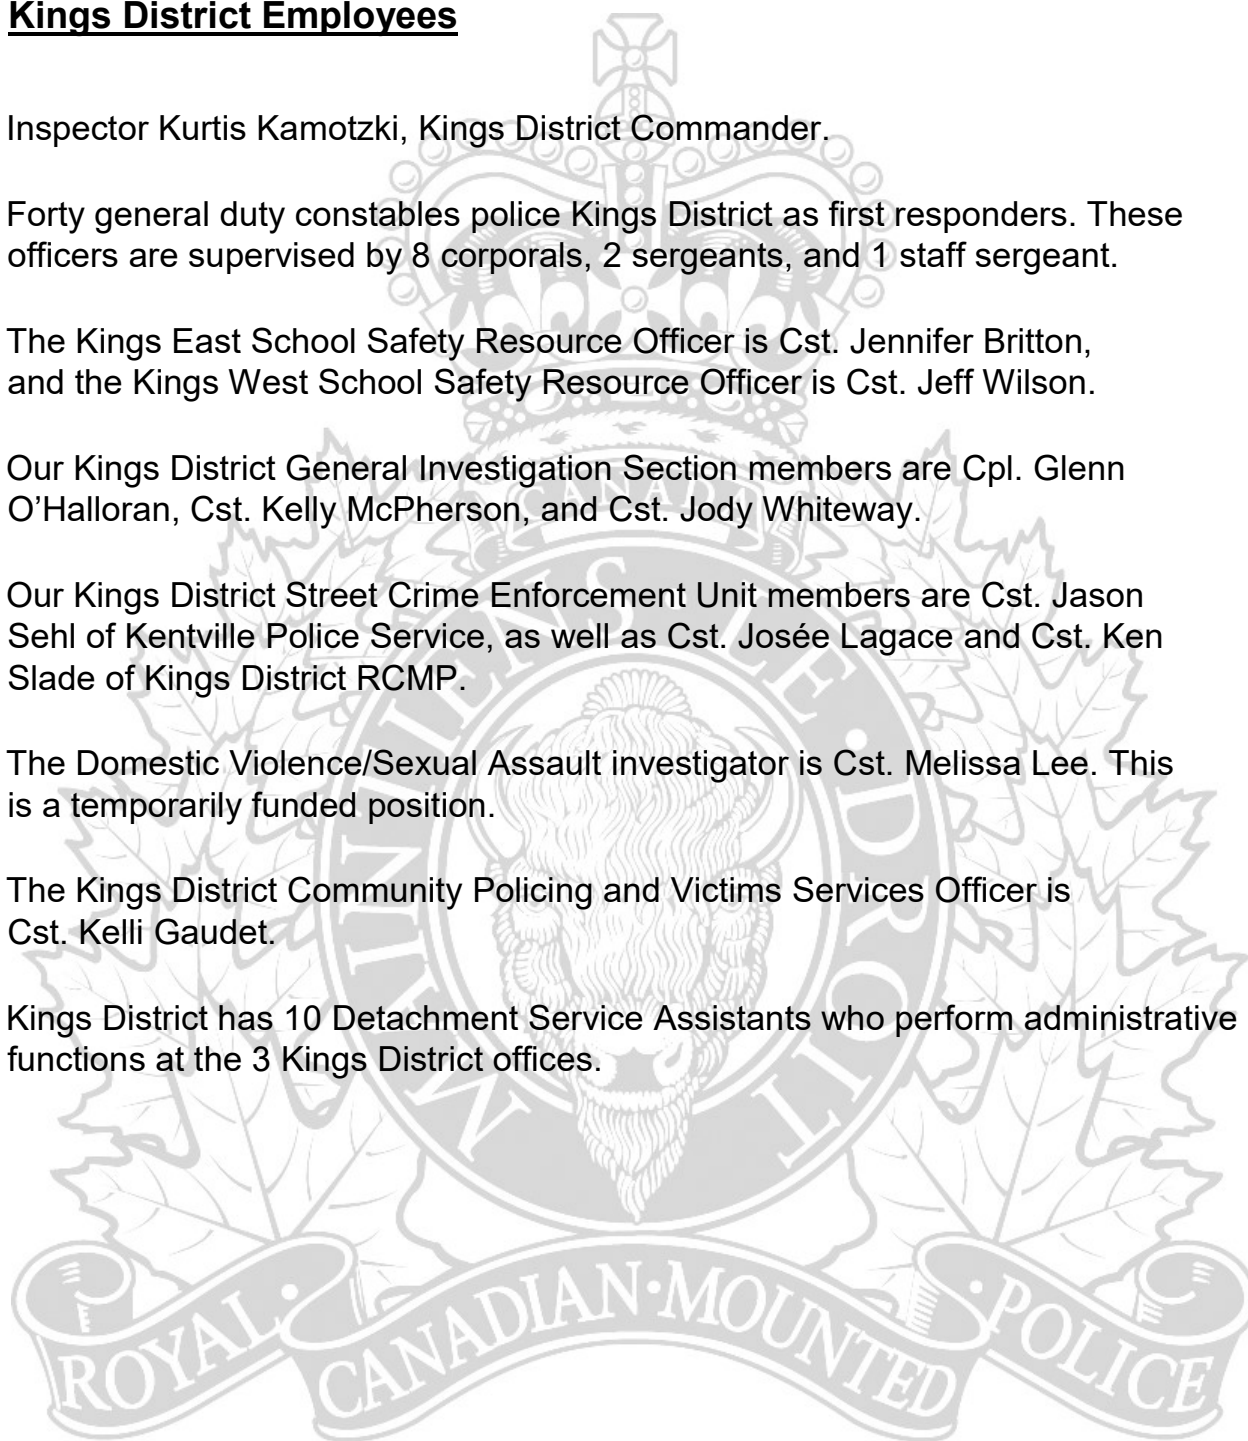 Kings District Employees
Inspector Kurtis Kamotzki, Kings District Commander.
Forty general duty constables police Kings District as first responders. These
officers are supervised by 8 corporals, 2 sergeants, and 1 staff sergeant.
The Kings East School Safety Resource Officer is Cst. Jennifer Britton,
and the Kings West School Safety Resource Officer is Cst. Jeff Wilson.
Our Kings District General Investigation Section members are Cpl. Glenn
O’Halloran, Cst. Kelly McPherson, and Cst. Jody Whiteway.
Our Kings District Street Crime Enforcement Unit members are Cst. Jason
Sehl of Kentville Police Service, as well as Cst. Josée Lagace and Cst. Ken
Slade of Kings District RCMP.
The Domestic Violence/Sexual Assault investigator is Cst. Melissa Lee. This
is a temporarily funded position.
The Kings District Community Policing and Victims Services Officer is
Cst. Kelli Gaudet.
Kings District has 10 Detachment Service Assistants who perform administrative
functions at the 3 Kings District offices.
CANADA
MAINTIENS LE DROIT
ROYAL · CANADIAN · MOUNTED · POLICE